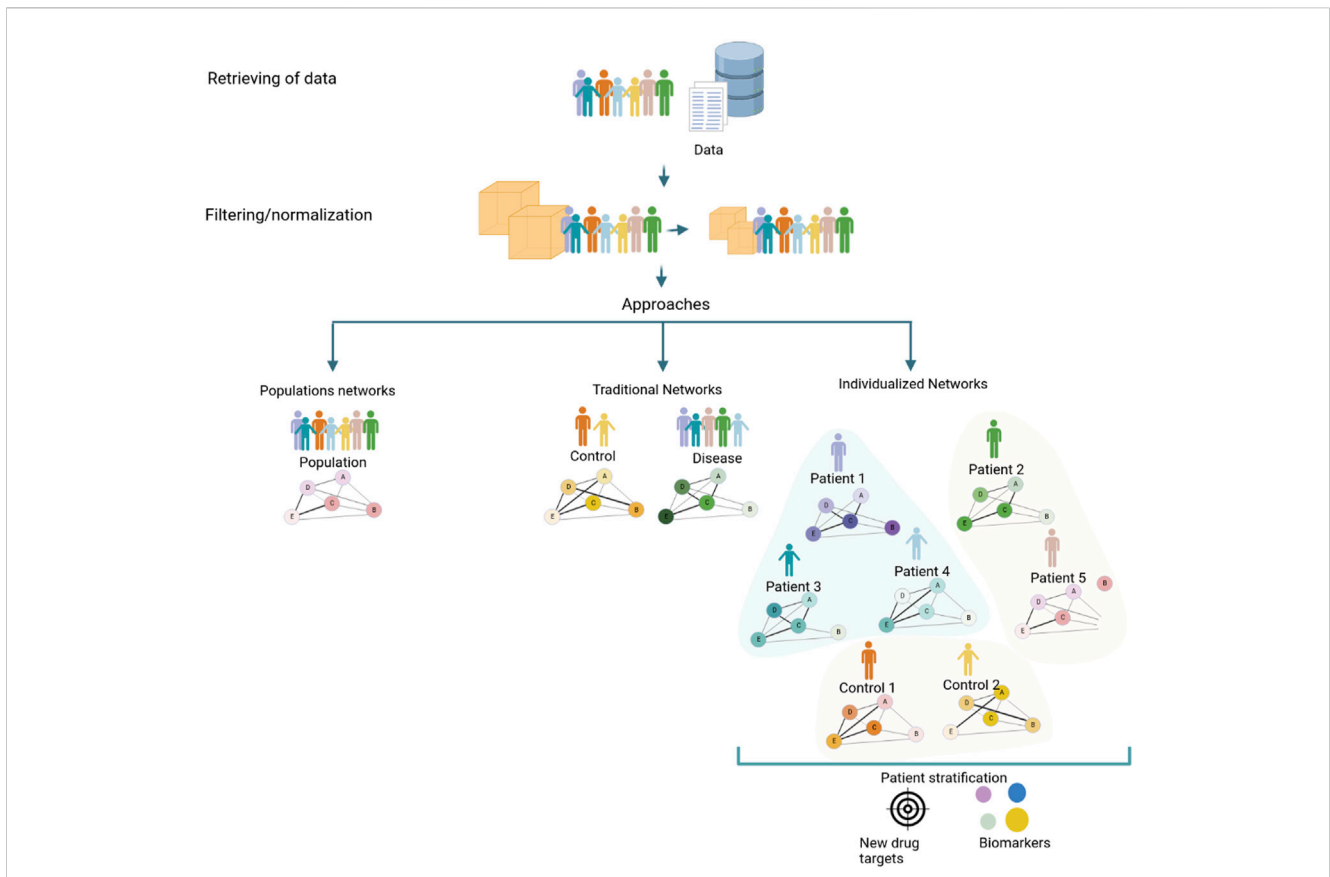 Retrieving of data
Data
Filtering/normalization
Approaches
Populations networks
Population
D
A
C
E
B
Traditional Networks
Control
D
A
C
E
B
Disease
D
A
C
E
B
Individualized Networks
Patient 1
D
A
C
B
E
Patient 2
D
A
C
E
B
Patient 3
D
A
C
E
B
Patient 4
D
A
C
E
B
Patient 5
B
D
A
C
E
Control 1
D
A
C
E
B
Control 2
D
A
C
E
B
Patient stratification
New drug
targets
Biomarkers